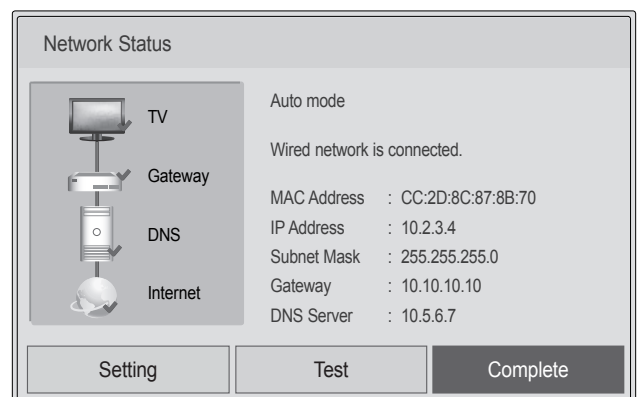 Network Status
TV
Gateway
DNS
Internet
Auto mode
Wired network is connected.
MAC Address : CC:2D:8C:87:8B:70
IP Address : 10.2.3.4
Subnet Mask : 255.255.255.0
Gateway : 10.10.10.10
DNS Server : 10.5.6.7
Setting
Test
Complete